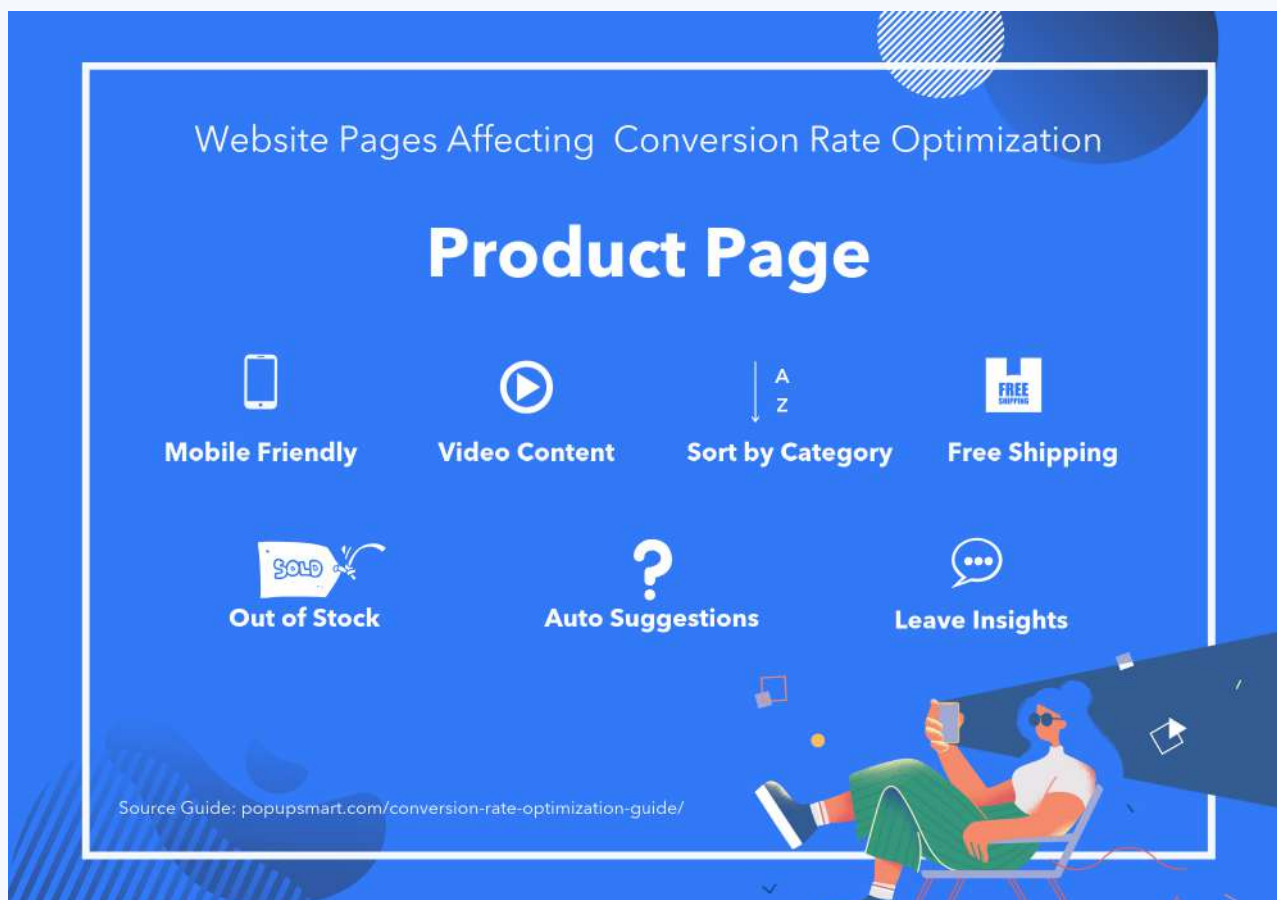 Website Pages Affecting Conversion Rate Optimization
Product Page
A
Z
FREE
SHIPPING
Mobile Friendly
Video Content
Sort by Category
Free Shipping
SOLD
Out of Stock
Auto Suggestions
Leave Insights
Source Guide: popupsmart.com/conversion-rate-optimization-guide/